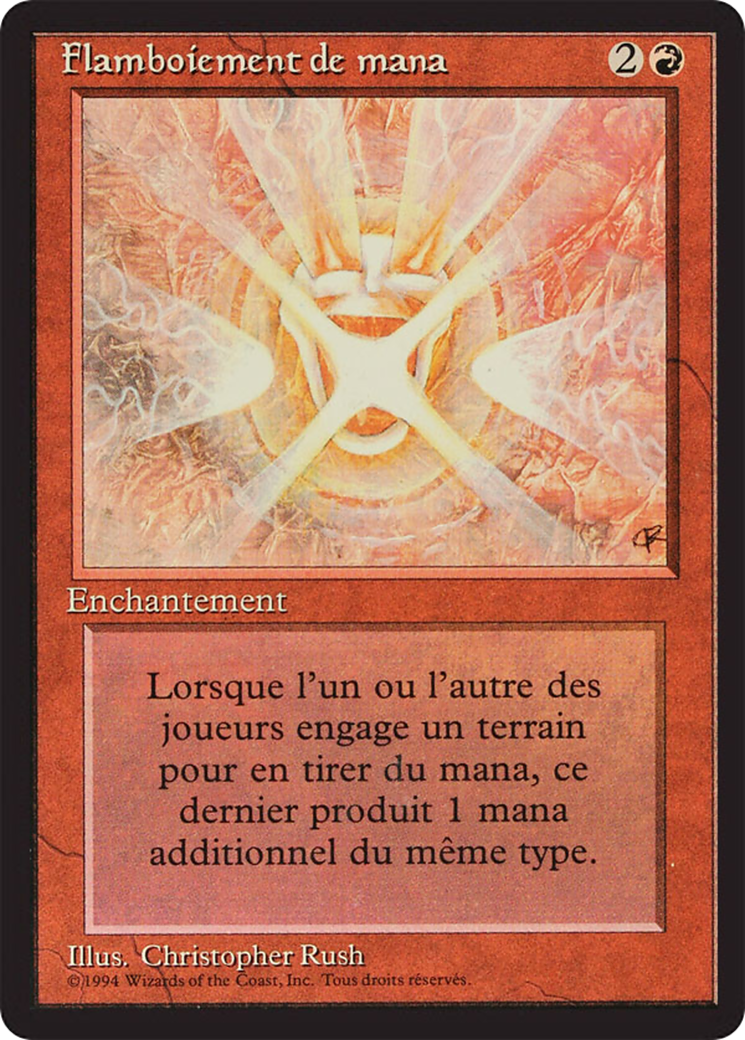 Flamboiement de mana 2
Enchantement
Lorsque l'un ou l'autre des
joueurs engage un terrain
pour en tirer du mana, ce
dernier produit 1 mana
additionnel du même type.
Illus. Christopher Rush
©1994 Wizards of the Coast, Inc. Tous droits réservés.